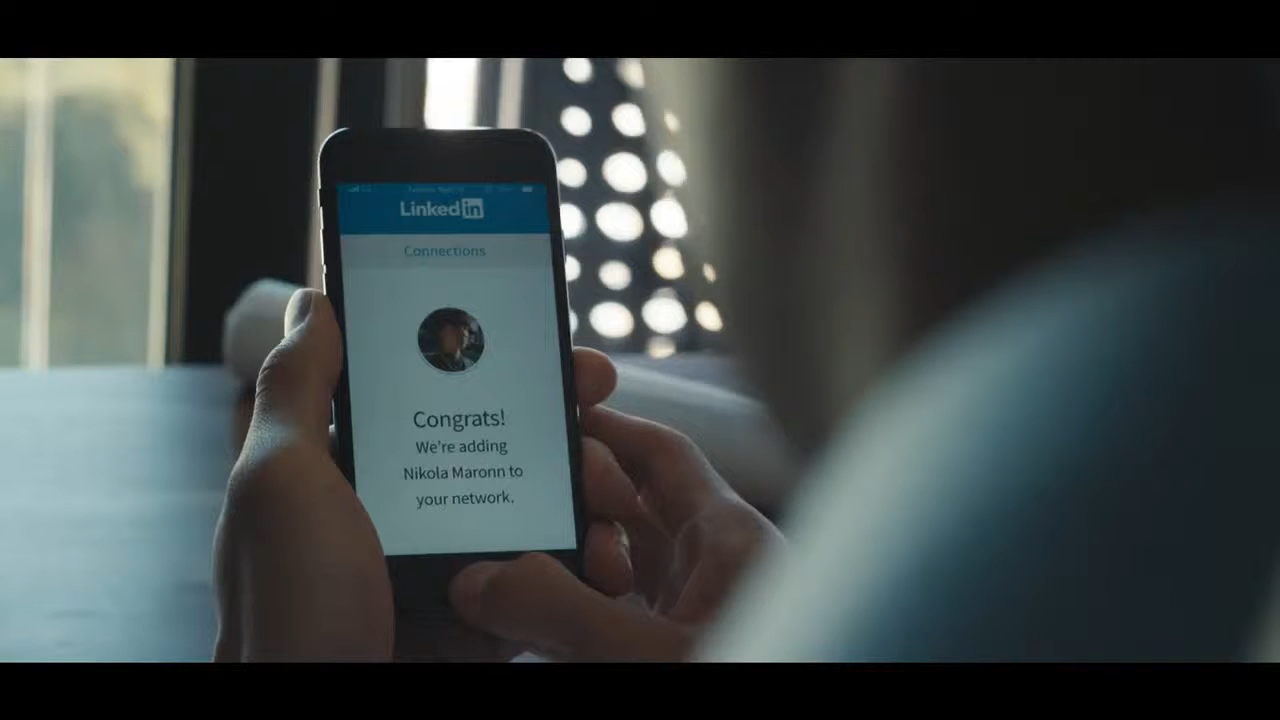 LinkedIn
Connections
Congrats!
We're adding
Nikola Maronn to
your network.